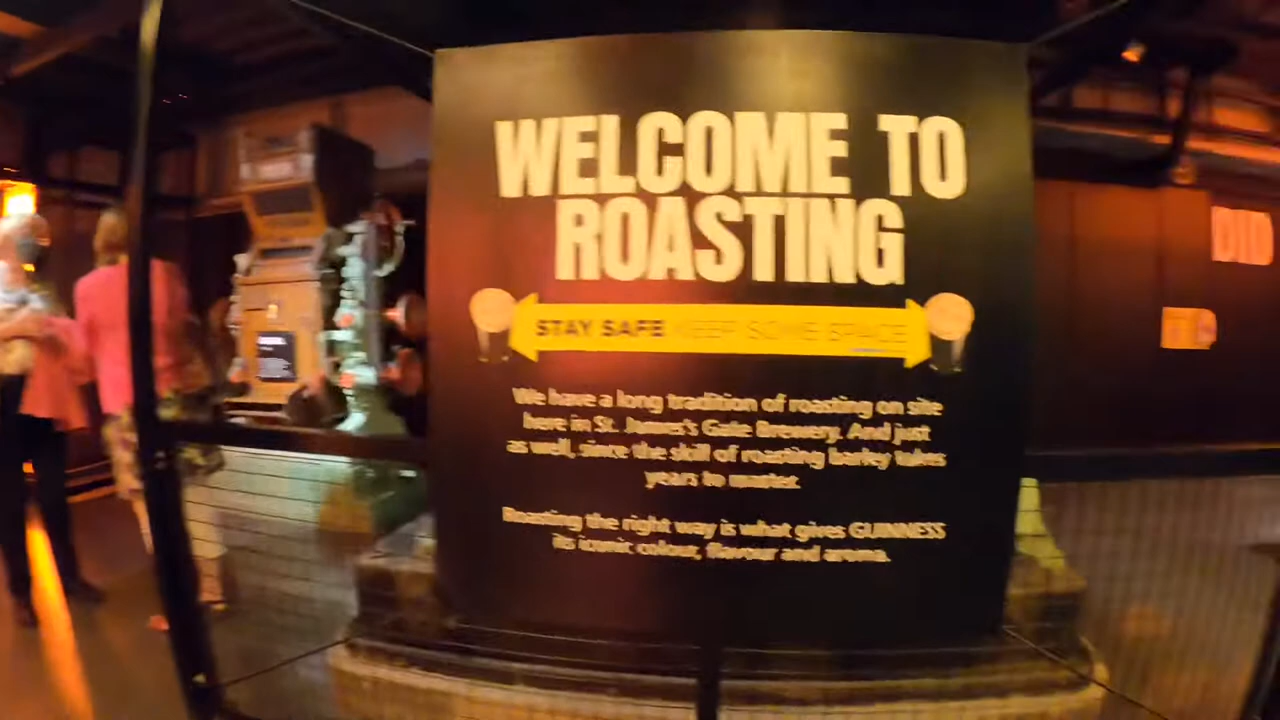 WELCOME TO
ROASTING
STAY SAFE KEEP SOME SPACE
We have a long tradition of roasting on site
here in St. James's Gate Brewery. And just
as well, since the skill of roasting barley takes
years to master.
Roasting the right way is what gives GUINNESS
its iconic colour, flavour and aroma.
DID